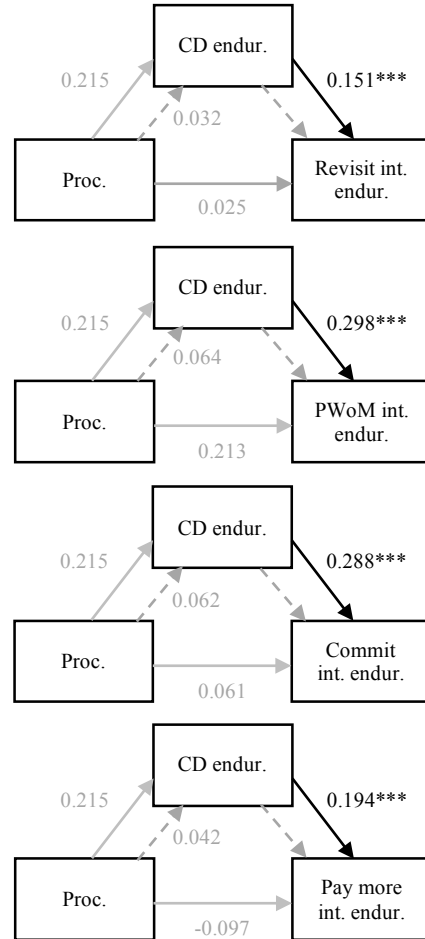 CD endur.
0.215
0.151***
0.032
Proc.
Revisit int.
endur.
0.025
CD endur.
0.215
0.298***
0.064
Proc.
PWoM int.
endur.
0.213
CD endur.
0.215
0.288***
0.062
Proc.
Commit
int. endur.
0.061
CD endur.
0.215
0.194***
0.042
Proc.
Pay more
int. endur.
-0.097